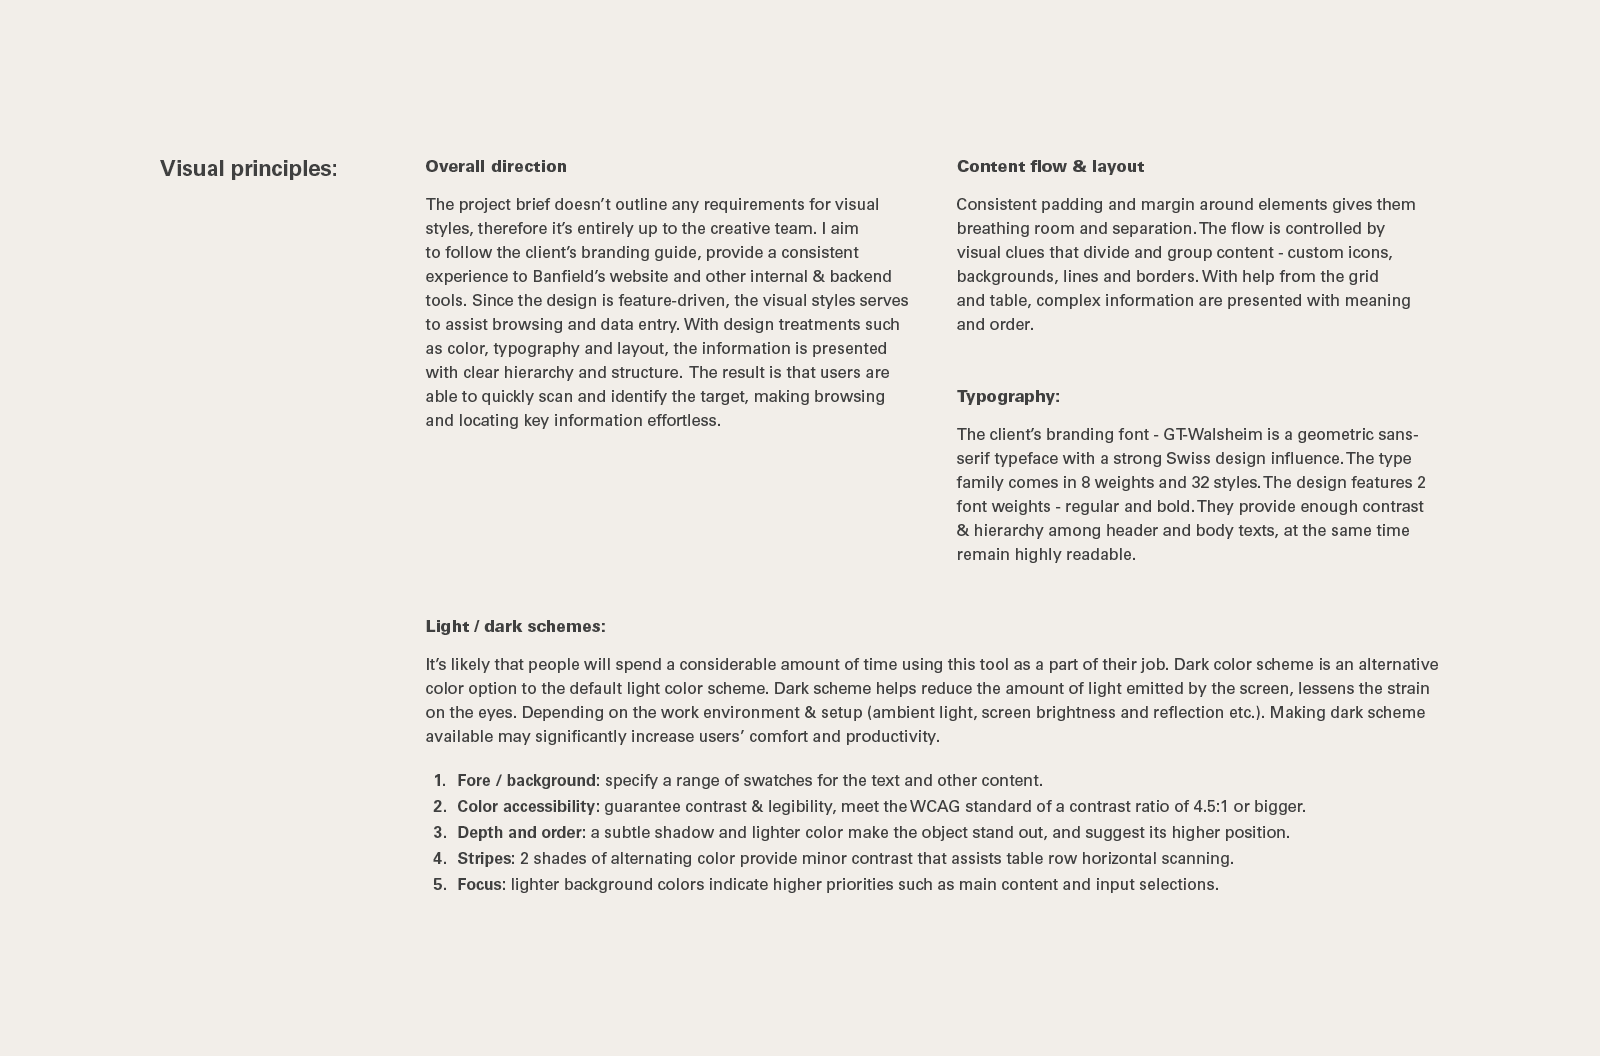 Visual principles:
Overall direction
The project brief doesn’t outline any requirements for visual
styles, therefore it’s entirely up to the creative team. I aim
to follow the client’s branding guide, provide a consistent
experience to Banfield’s website and other internal & backend
tools. Since the design is feature-driven, the visual styles serves
to assist browsing and data entry. With design treatments such
as color, typography and layout, the information is presented
with clear hierarchy and structure. The result is that users are
able to quickly scan and identify the target, making browsing
and locating key information effortless.
Content flow & layout
Consistent padding and margin around elements gives them
breathing room and separation. The flow is controlled by
visual clues that divide and group content - custom icons,
backgrounds, lines and borders. With help from the grid
and table, complex information are presented with meaning
and order.
Typography:
The client’s branding font - GT-Walsheim is a geometric sans-
serif typeface with a strong Swiss design influence. The type
family comes in 8 weights and 32 styles. The design features 2
font weights - regular and bold. They provide enough contrast
& hierarchy among header and body texts, at the same time
remain highly readable.
Light / dark schemes:
It’s likely that people will spend a considerable amount of time using this tool as a part of their job. Dark color scheme is an alternative
color option to the default light color scheme. Dark scheme helps reduce the amount of light emitted by the screen, lessens the strain
on the eyes. Depending on the work environment & setup (ambient light, screen brightness and reflection etc.). Making dark scheme
available may significantly increase users’ comfort and productivity.
1. Fore / background: specify a range of swatches for the text and other content.
2. Color accessibility: guarantee contrast & legibility, meet the WCAG standard of a contrast ratio of 4.5:1 or bigger.
3. Depth and order: a subtle shadow and lighter color make the object stand out, and suggest its higher position.
4. Stripes: 2 shades of alternating color provide minor contrast that assists table row horizontal scanning.
5. Focus: lighter background colors indicate higher priorities such as main content and input selections.